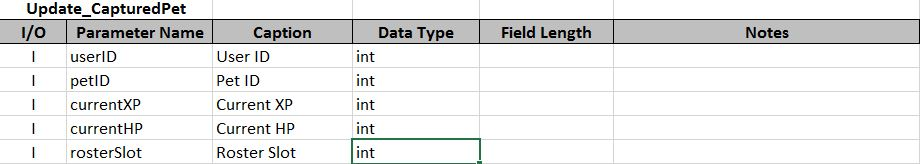 Update_CapturedPet
I/O Parameter Name Caption Data Type Field Length Notes
I userID User ID int
I petID Pet ID int
I currentXP Current XP int
I currentHP Current HP int
I rosterSlot Roster Slot int